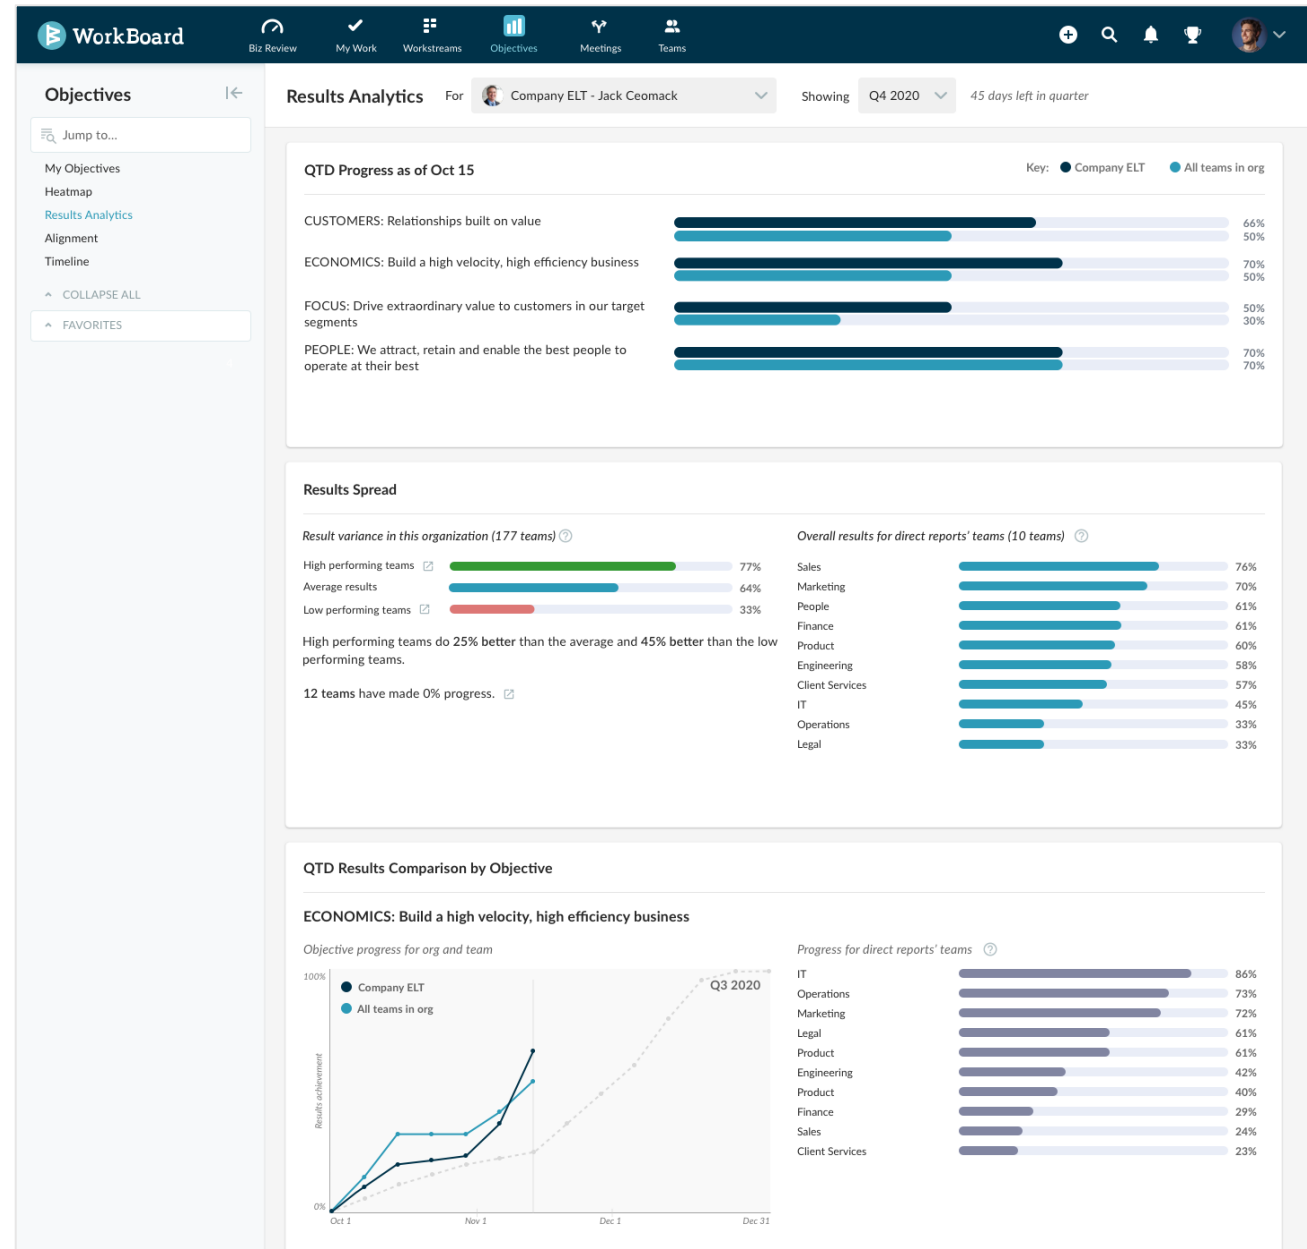 WorkBoard
Biz Review
My Work
Workstreams
Objectives
Meetings
Teams
Objectives
Jump to...
My Objectives
Heatmap
Results Analytics
Alignment
Timeline
COLLAPSE ALL
FAVORITES
Results Analytics For Company ELT - Jack Ceomack Showing Q4 2020 45 days left in quarter
QTD Progress as of Oct 15
Key: Company ELT All teams in org
CUSTOMERS: Relationships built on value
66%
50%
ECONOMICS: Build a high velocity, high efficiency business
70%
50%
FOCUS: Drive extraordinary value to customers in our target
segments
50%
30%
PEOPLE: We attract, retain and enable the best people to
operate at their best
70%
70%
Results Spread
Result variance in this organization (177 teams) ?
High performing teams 77%
Average results 64%
Low performing teams 33%
High performing teams do 25% better than the average and 45% better than the low
performing teams.
12 teams have made 0% progress.
Overall results for direct reports' teams (10 teams) ?
Sales 76%
Marketing 70%
People 61%
Finance 61%
Product 60%
Engineering 58%
Client Services 57%
IT 45%
Operations 33%
Legal 33%
QTD Results Comparison by Objective
ECONOMICS: Build a high velocity, high efficiency business
Objective progress for org and team
100%
Company ELT
All teams in org
Q3 2020
Results achievement
0%
Oct 1
Nov 1
Dec 1
Dec 31
Progress for direct reports' teams ?
IT 86%
Operations 73%
Marketing 72%
Legal 61%
Product 61%
Engineering 42%
Product 40%
Finance 29%
Sales 24%
Client Services 23%